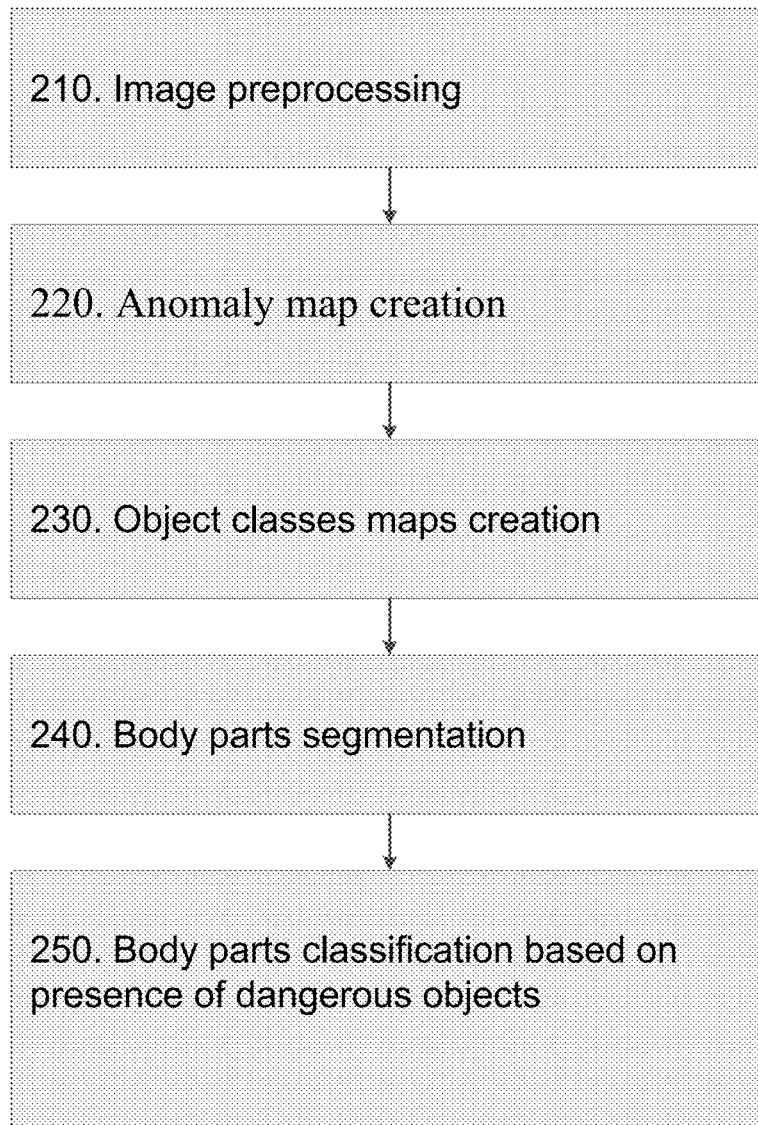 210. Image preprocessing
220. Anomaly map creation
230. Object classes maps creation
240. Body parts segmentation
250. Body parts classification based on
presence of dangerous objects